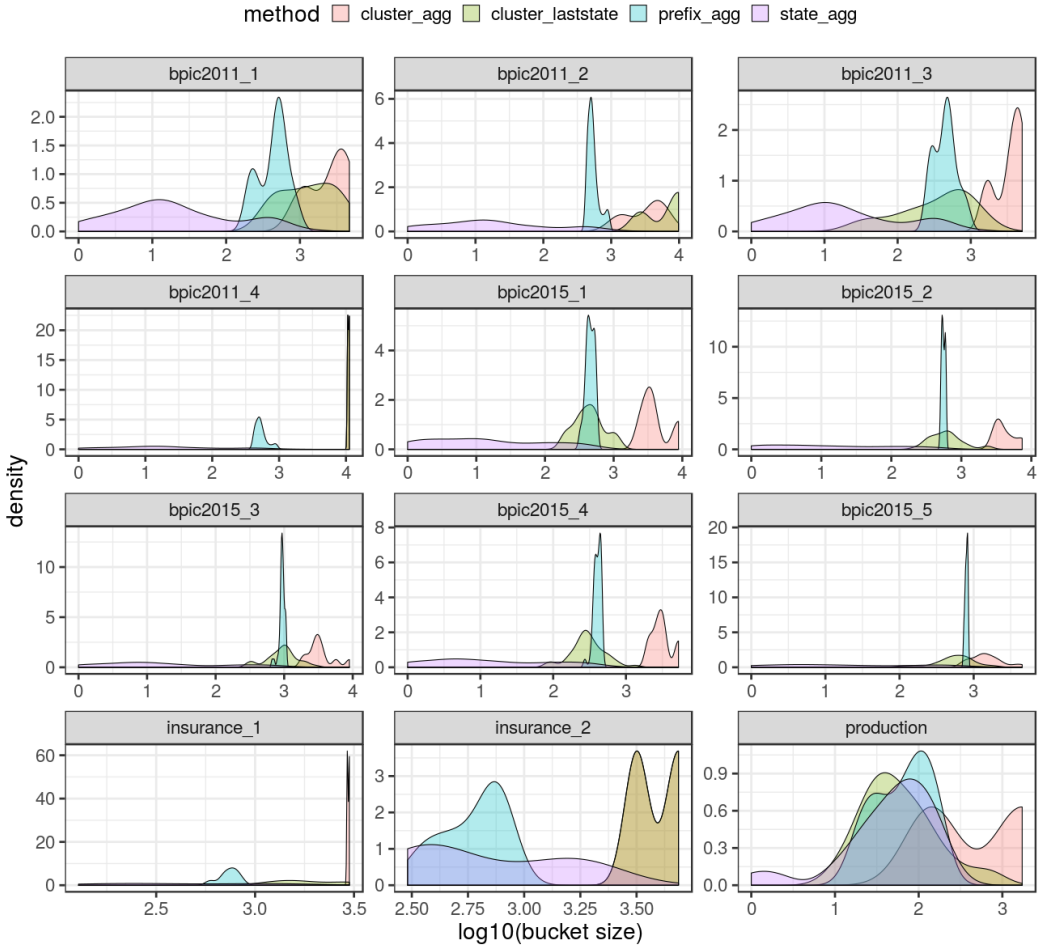 method cluster_agg cluster_laststate prefix_agg state_agg
bpic2011_1 bpic2011_2 bpic2011_3
2.0
1.5
1.0
0.5
0.0
0 1 2 3
6
4
2
0
0 1 2 3 4
2
1
0
0 1 2 3
bpic2011_4 bpic2015_1 bpic2015_2
20
15
10
5
0
0 1 2 3 4
4
2
0
0 1 2 3 4
10
5
0
0 1 2 3
bpic2015_3 bpic2015_4 bpic2015_5
10
5
0
0 1 2 3 4
8
6
4
2
0
0 1 2 3
20
15
10
5
0
0 1 2 3
insurance_1 insurance_2 production
60
40
20
0
2.5 3.0 3.5
3
2
1
0
2.50 2.75 3.00 3.25 3.50
0.9
0.6
0.3
0.0
0 1 2 3
density
log10(bucket size)